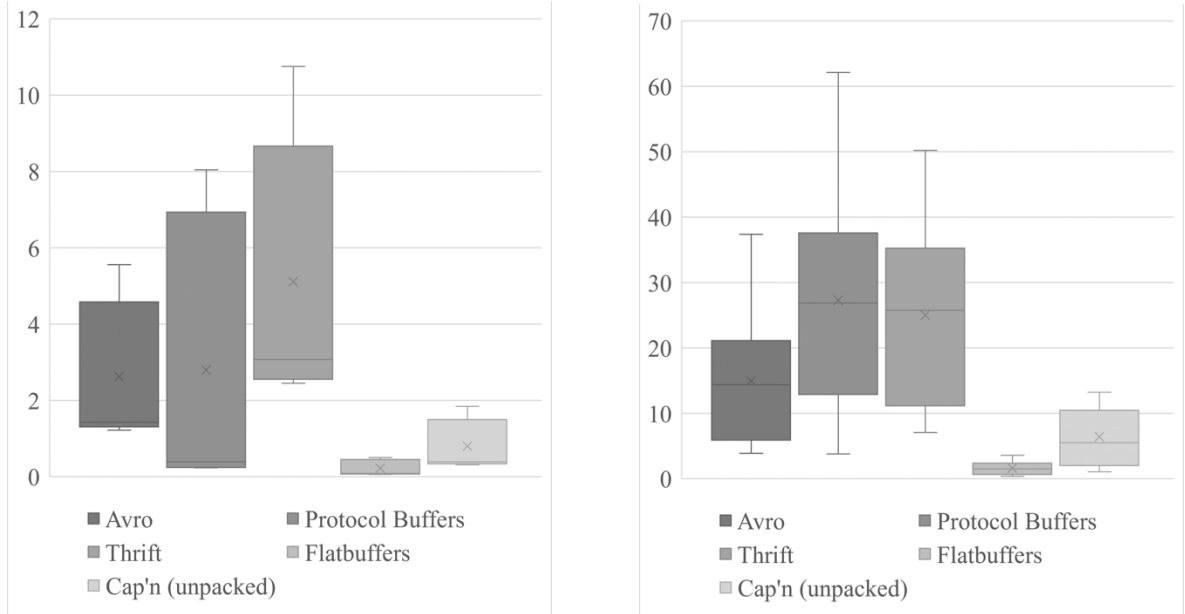 12
10
8
6
4
2
0
Avro Protocol Buffers
Thrift Flatbuffers
Cap'n (unpacked)
70
60
50
40
30
20
10
0
Avro Protocol Buffers
Thrift Flatbuffers
Cap'n (unpacked)